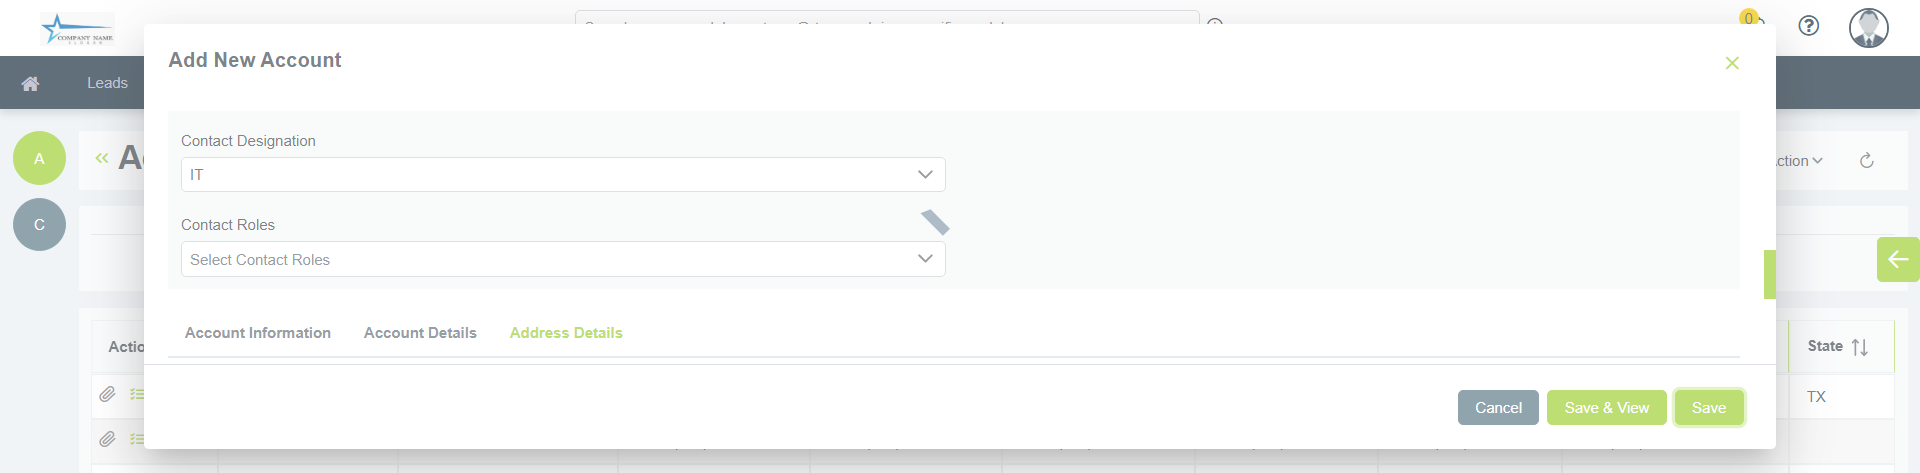 COMPANY NAME
SLOGAN
0
Add New Account
Leads
Contact Designation
A
A
ction
IT
Contact Roles
C
Select Contact Roles
Account Information
Account Details
Address Details
Actio
State
TX
Cancel
Save & View
Save